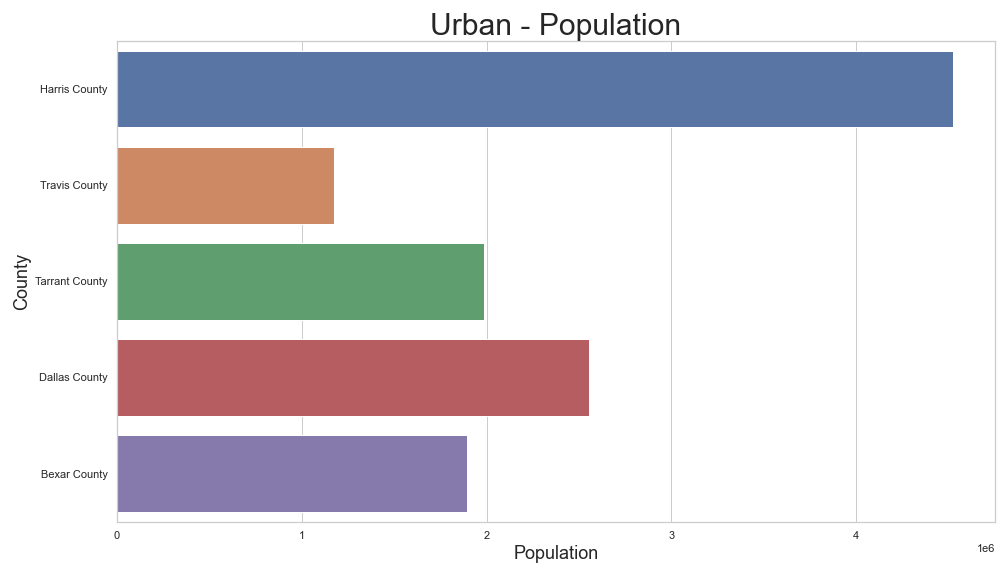 Urban - Population
County
Harris County
Travis County
Tarrant County
Dallas County
Bexar County
0 1 2 3 4
1e6
Population